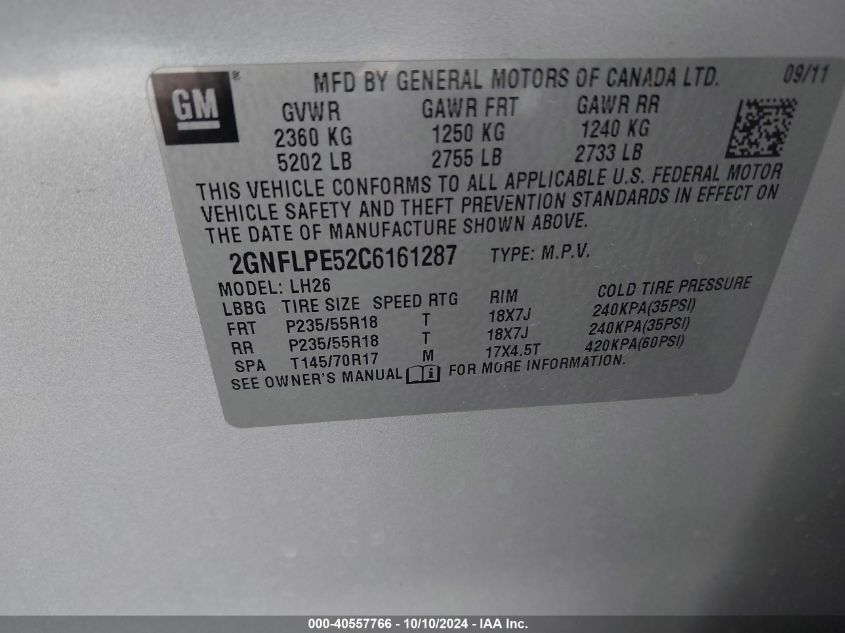 GM ®
MFD BY GENERAL MOTORS OF CANADA LTD. 09/11
GVWR GAWR FRT GAWR RR
2360 KG 1250 KG 1240 KG
5202 LB 2755 LB 2733 LB
THIS VEHICLE CONFORMS TO ALL APPLICABLE U.S. FEDERAL MOTOR
VEHICLE SAFETY AND THEFT PREVENTION STANDARDS IN EFFECT ON
THE DATE OF MANUFACTURE SHOWN ABOVE.
2GNFLPE52C6161287 TYPE: M.P.V.
MODEL: LH26
LBBG TIRE SIZE SPEED RTG RIM COLD TIRE PRESSURE
FRT P235/55R18 T 18X7J 240KPA(35PSI)
RR P235/55R18 T 18X7J 240KPA(35PSI)
SPA T145/70R17 M 17X4.5T 420KPA(60PSI)
SEE OWNER'S MANUAL FOR MORE INFORMATION.
000-40557766 - 10/10/2024 - IAA Inc.